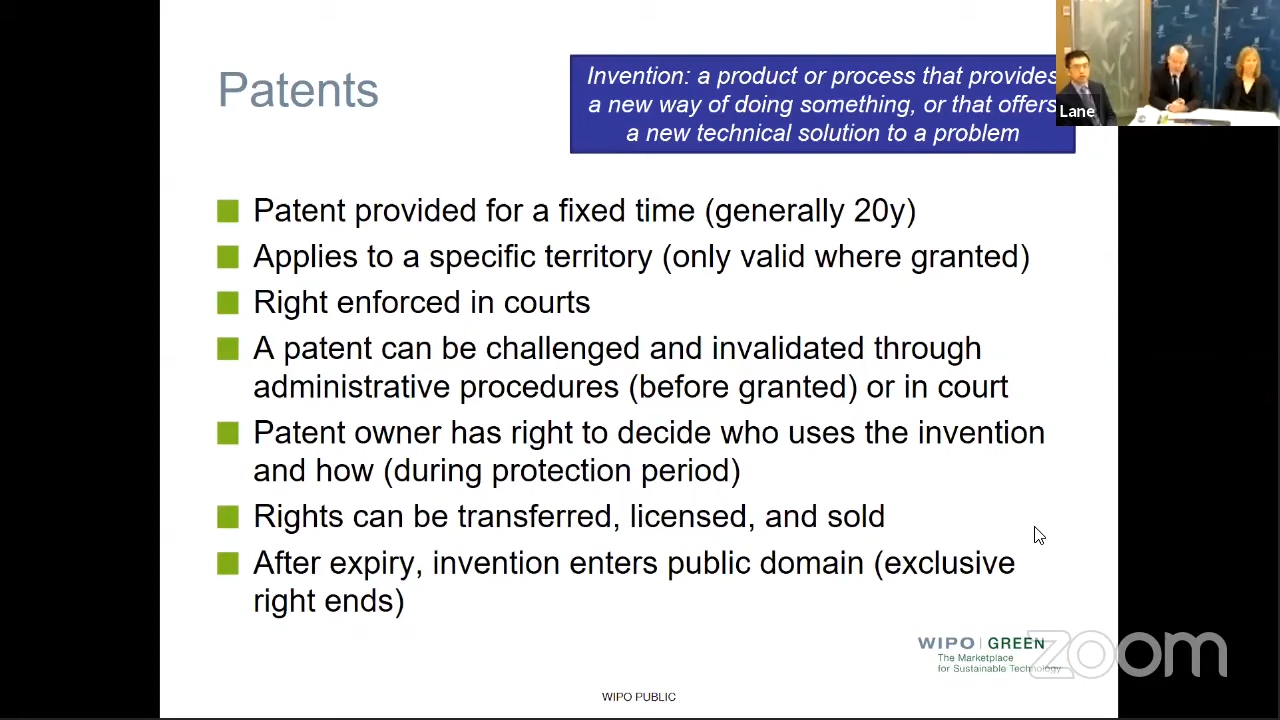 Patents
Invention: a product or process that provides
a new way of doing something, or that offers
a new technical solution to a problem
Lane
Patent provided for a fixed time (generally 20y)
Applies to a specific territory (only valid where granted)
Right enforced in courts
A patent can be challenged and invalidated through
administrative procedures (before granted) or in court
Patent owner has right to decide who uses the invention
and how (during protection period)
Rights can be transferred, licensed, and sold
After expiry, invention enters public domain (exclusive
right ends)
WIPO | GREEN
The Marketplace
for Sustainable Technology
zoom
WIPO PUBLIC